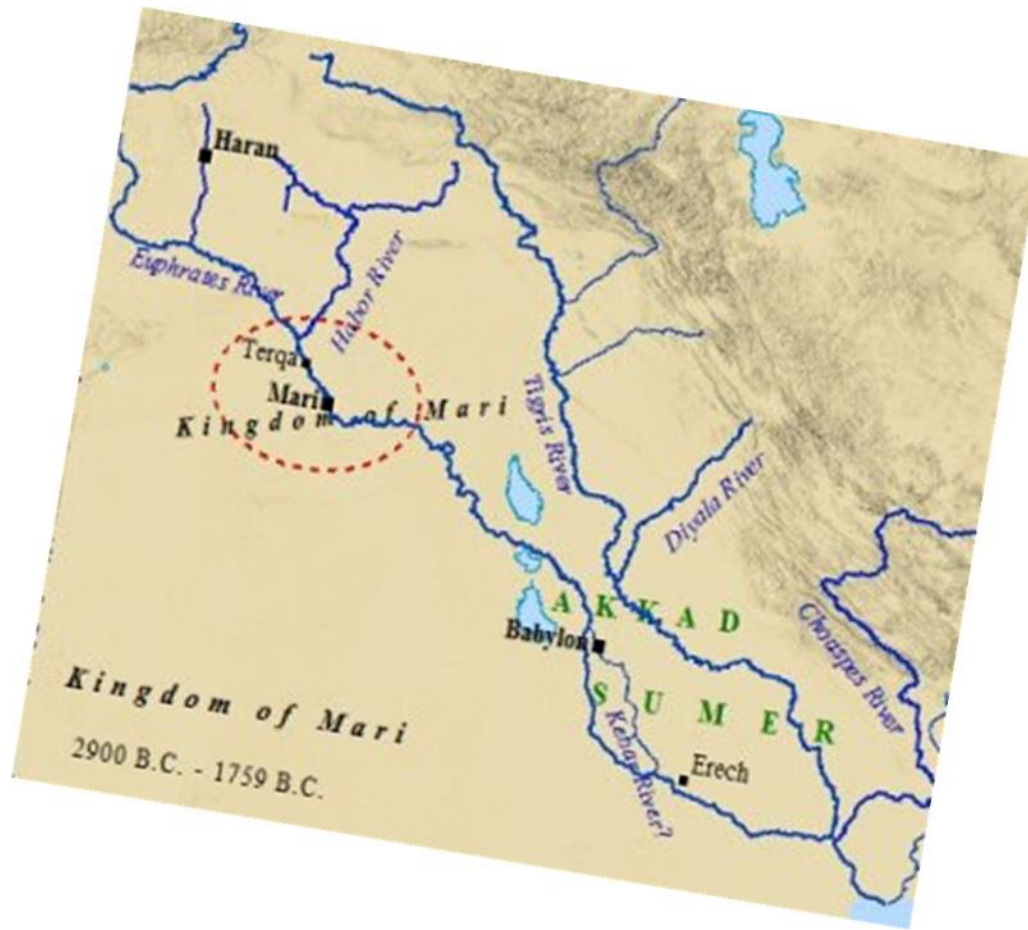 Haran
Euphrates River
Habor River
Terqa
Mari
Kingdom of Mari
Tigris River
Diyala River
AKKAD
Babylon
Choaspes River
SUMER
Kebar River?
Erech
Kingdom of Mari
2900 B.C. - 1759 B.C.